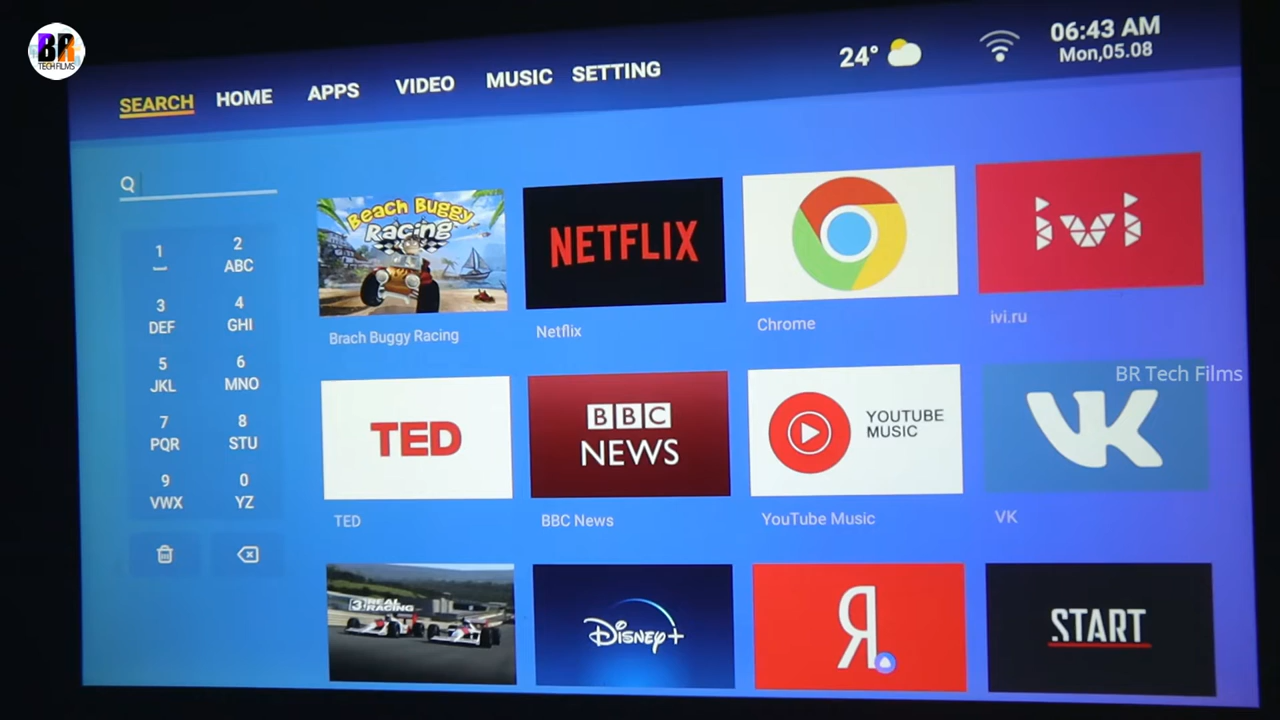 BR
TECH FILMS
SEARCH
HOME
APPS
VIDEO
MUSIC
SETTING
24°
06:43 AM
Mon,05.08
1
2
ABC
3
DEF
4
GHI
5
JKL
6
MNO
7
PQR
8
STU
9
VWX
0
YZ
Beach Buggy
Racing
Brach Buggy Racing
NETFLIX
Netflix
Chrome
ivi
ivi.ru
TED
TED
BBC
NEWS
BBC News
YOUTUBE
MUSIC
YouTube Music
BR Tech Films
VK
VK
3 REAL
RACING
Disney+
Я
START